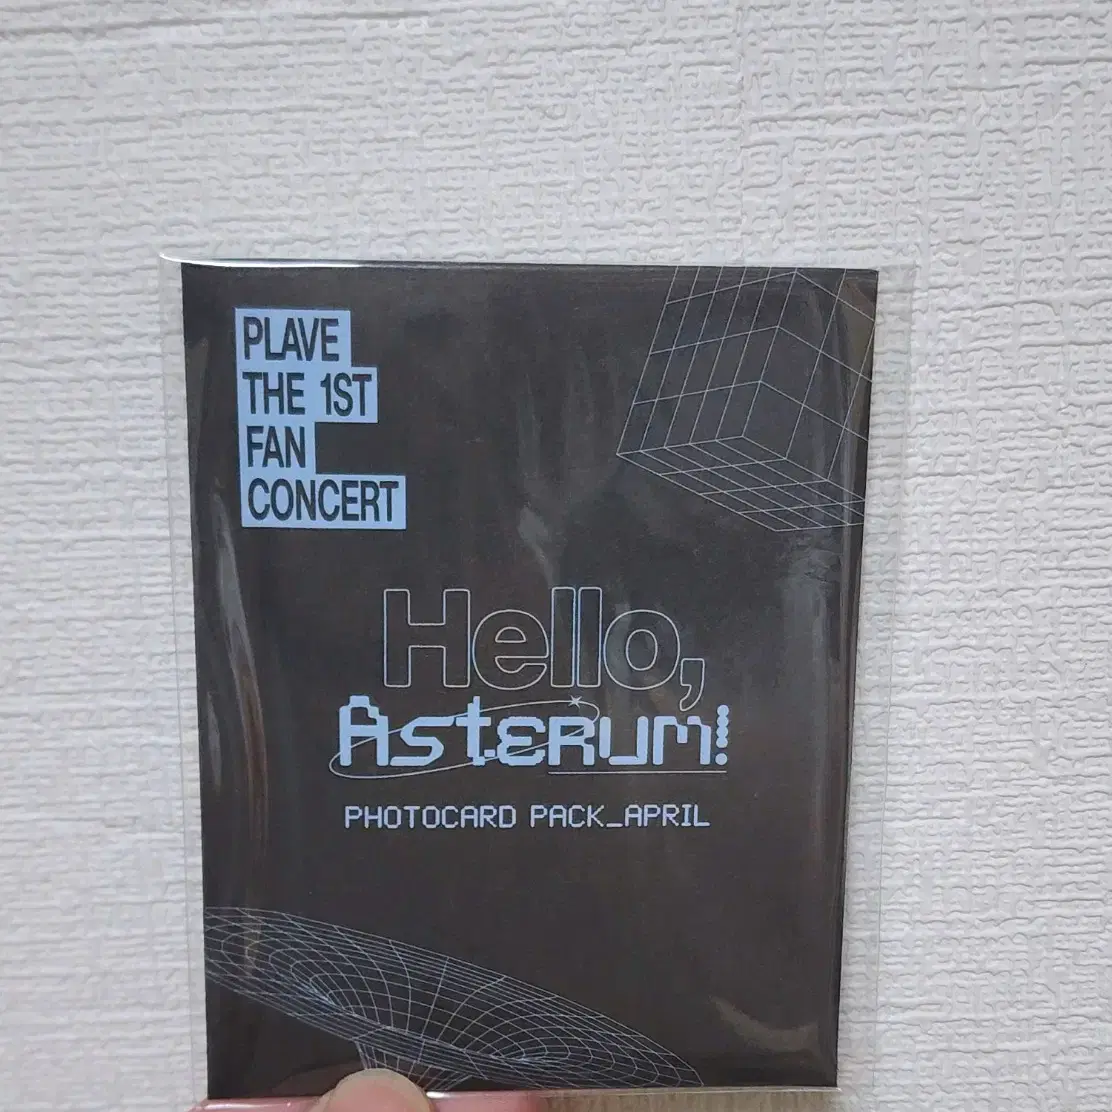 PLAVE
THE 1ST
FAN
CONCERT
Hello,
Asterum!
PHOTOCARD PACK_APRIL